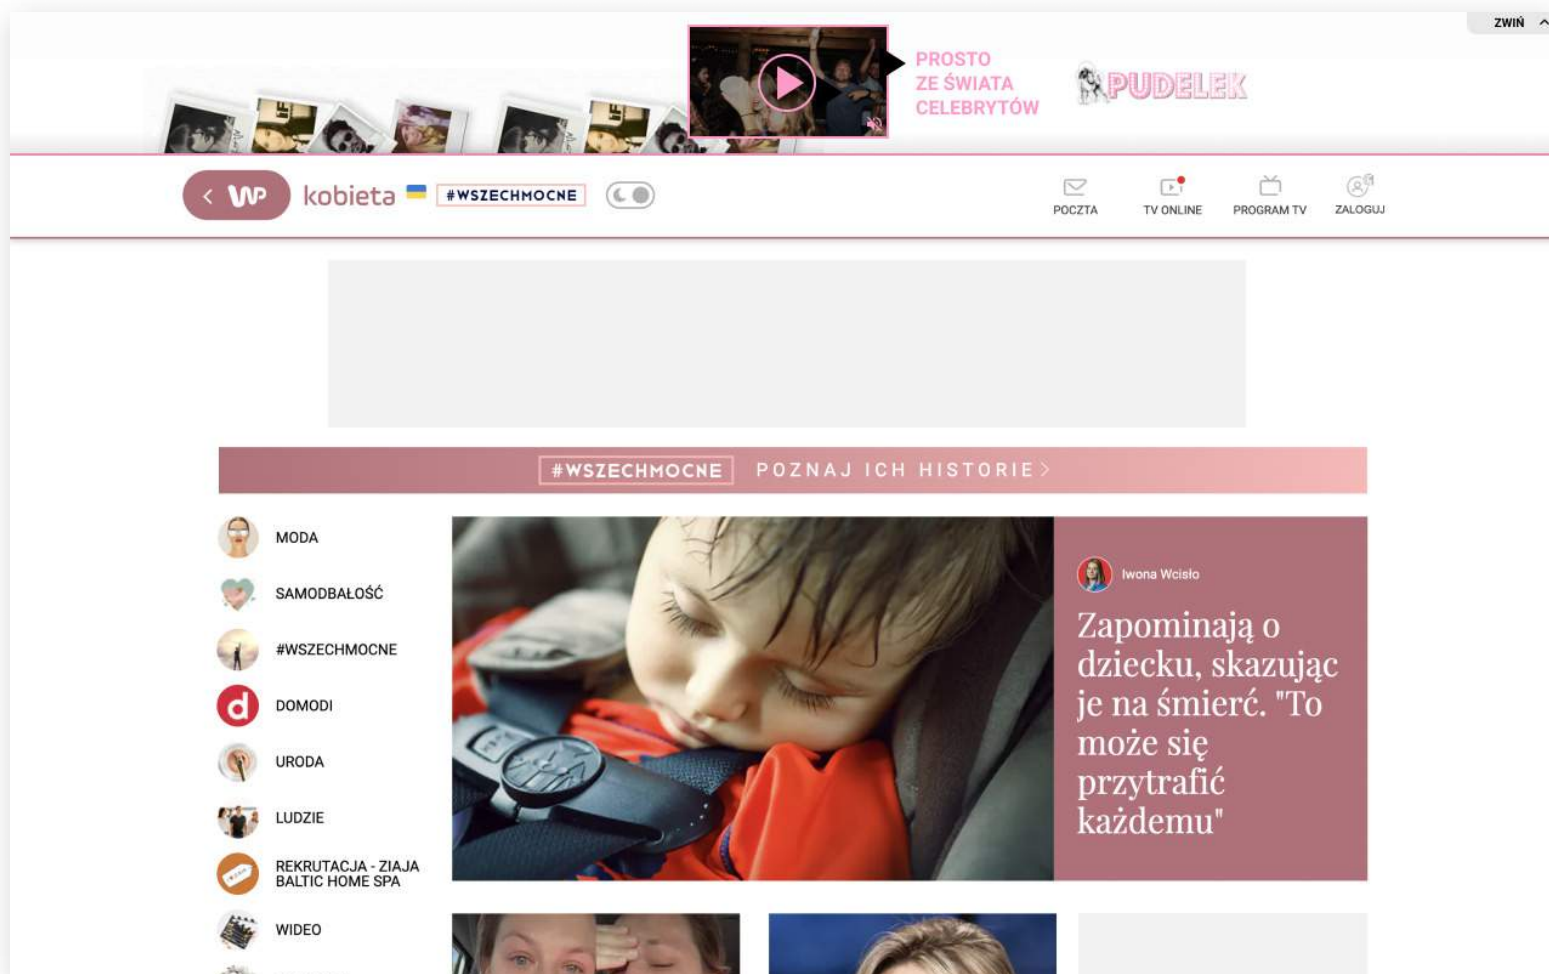 ZWIŃ
PROSTO
ZE ŚWIATA
CELEBRYTÓW
PUDELEK
WP kobieta #WSZECHMOCNE
POCZTA TV ONLINE PROGRAM TV ZALOGUJ
#WSZECHMOCNE POZNAJ ICH HISTORIE
MODA
SAMODBAŁOŚĆ
#WSZECHMOCNE
DOMODI
URODA
LUDZIE
REKRUTACJA - ZIAJA
BALTIC HOME SPA
WIDEO
Iwona Wcisło
Zapominają o
dziecku, skazując
je na śmierć. "To
może się
przytrafić
każdemu"